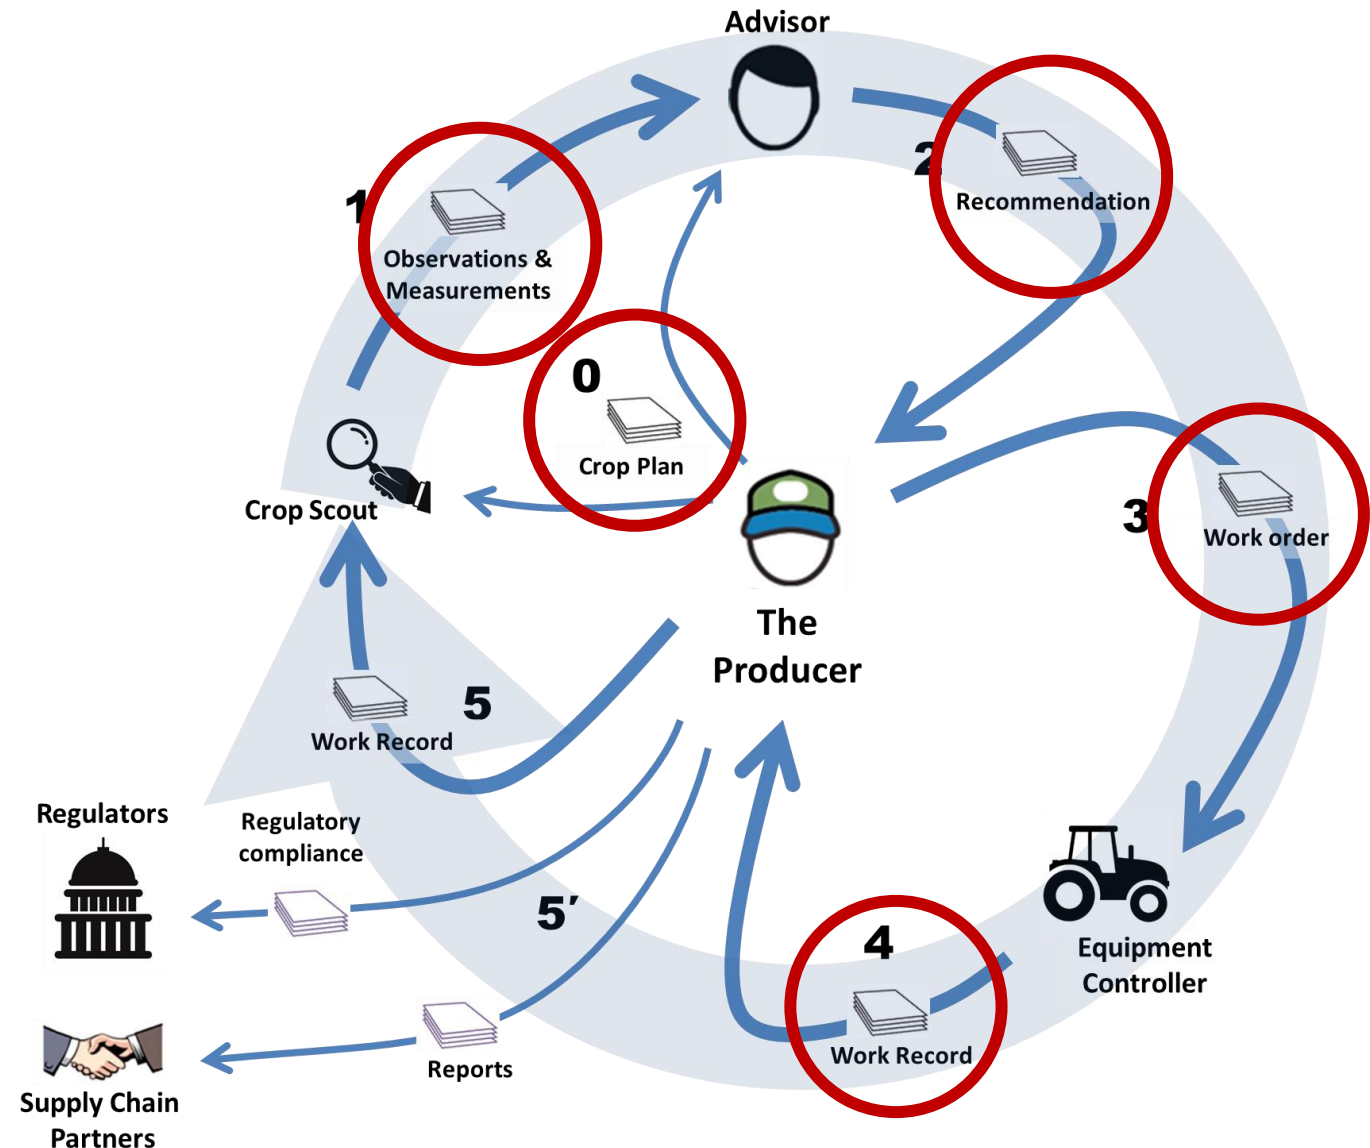 Advisor
1
Observations &
Measurements
2
Recommendation
0
Crop Plan
Crop Scout
3
Work order
The
Producer
5
Work Record
Regulators
Regulatory
compliance
5′
4
Work Record
Equipment
Controller
Reports
Supply Chain
Partners